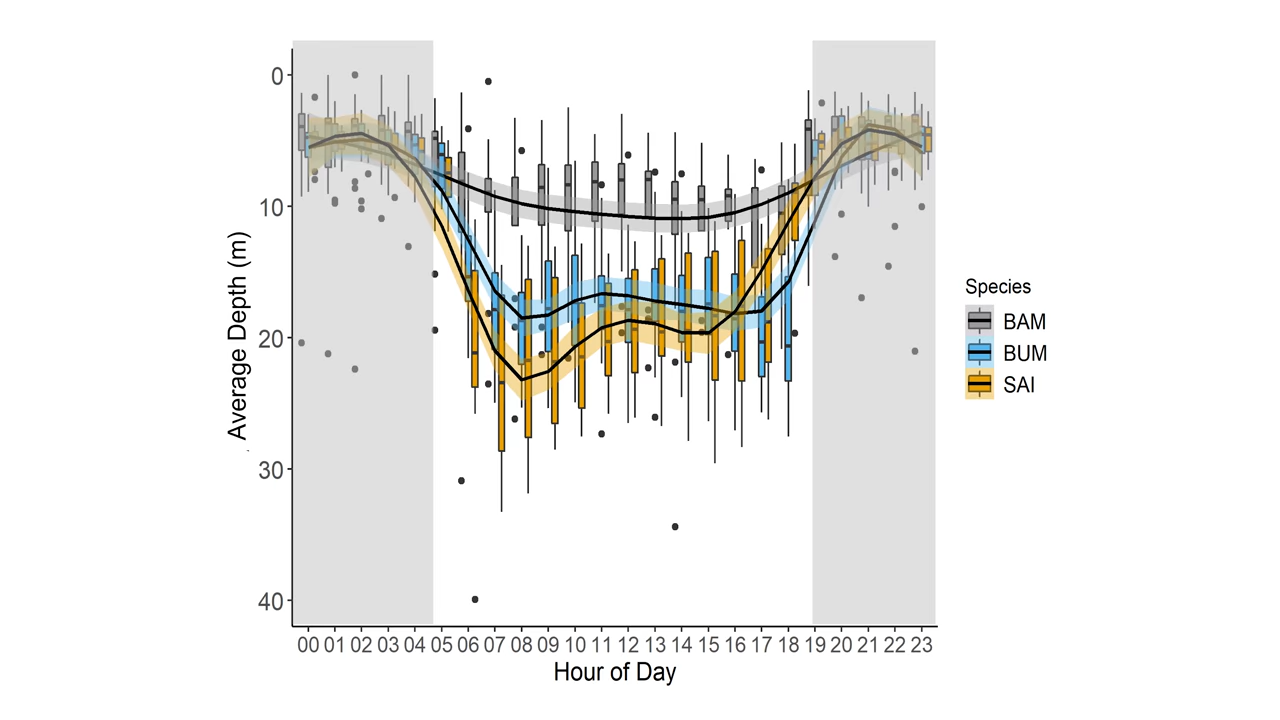 Average Depth (m)
0
10
20
30
40
00 01 02 03 04 05 06 07 08 09 10 11 12 13 14 15 16 17 18 19 20 21 22 23
Hour of Day
Species
BAM
BUM
SAI